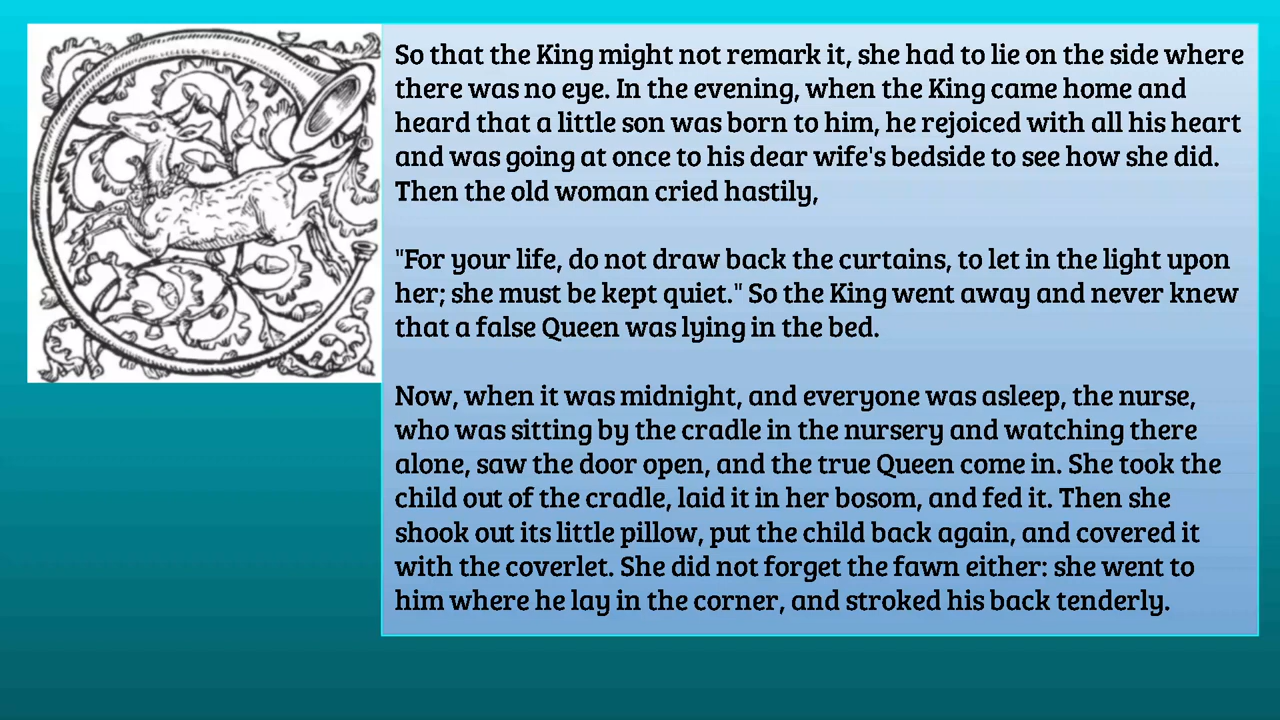 So that the King might not remark it, she had to lie on the side where
there was no eye. In the evening, when the King came home and
heard that a little son was born to him, he rejoiced with all his heart
and was going at once to his dear wife's bedside to see how she did.
Then the old woman cried hastily,
"For your life, do not draw back the curtains, to let in the light upon
her; she must be kept quiet." So the King went away and never knew
that a false Queen was lying in the bed.
Now, when it was midnight, and everyone was asleep, the nurse,
who was sitting by the cradle in the nursery and watching there
alone, saw the door open, and the true Queen come in. She took the
child out of the cradle, laid it in her bosom, and fed it. Then she
shook out its little pillow, put the child back again, and covered it
with the coverlet. She did not forget the fawn either: she went to
him where he lay in the corner, and stroked his back tenderly.